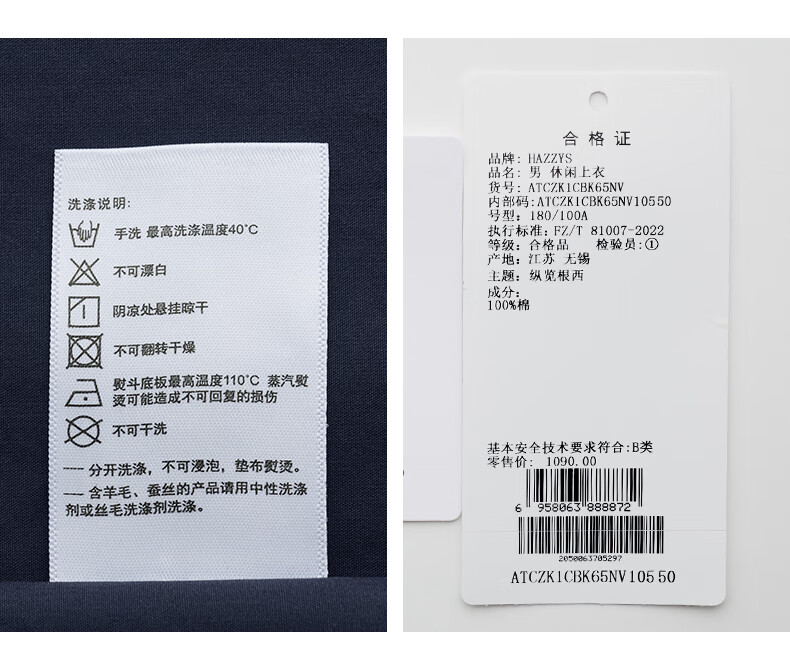 洗涤说明:
手洗 最高洗涤温度40°C
不可漂白
阴凉处悬挂晾干
不可翻转干燥
熨斗底板最高温度110°C 蒸汽熨
烫可能造成不可回复的损伤
不可干洗
--- 分开洗涤，不可浸泡，垫布熨烫。
--- 含羊毛、蚕丝的产品请用中性洗涤
剂或丝毛洗涤剂洗涤。
合格证
品牌: HAZZYS
品名: 男 休闲上衣
货号: ATCZK1CBK65NV
内部码:ATCZK1CBK65NV10550
号型: 180/100A
执行标准: FZ/T 81007-2022
等级: 合格品 检验员:①
产地: 江苏 无锡
主题: 纵览根西
成分:
100%棉
基本安全技术要求符合:B类
零售价: 1090.00
6 958063 888872
2050063705297
ATCZK1CBK65NV10550